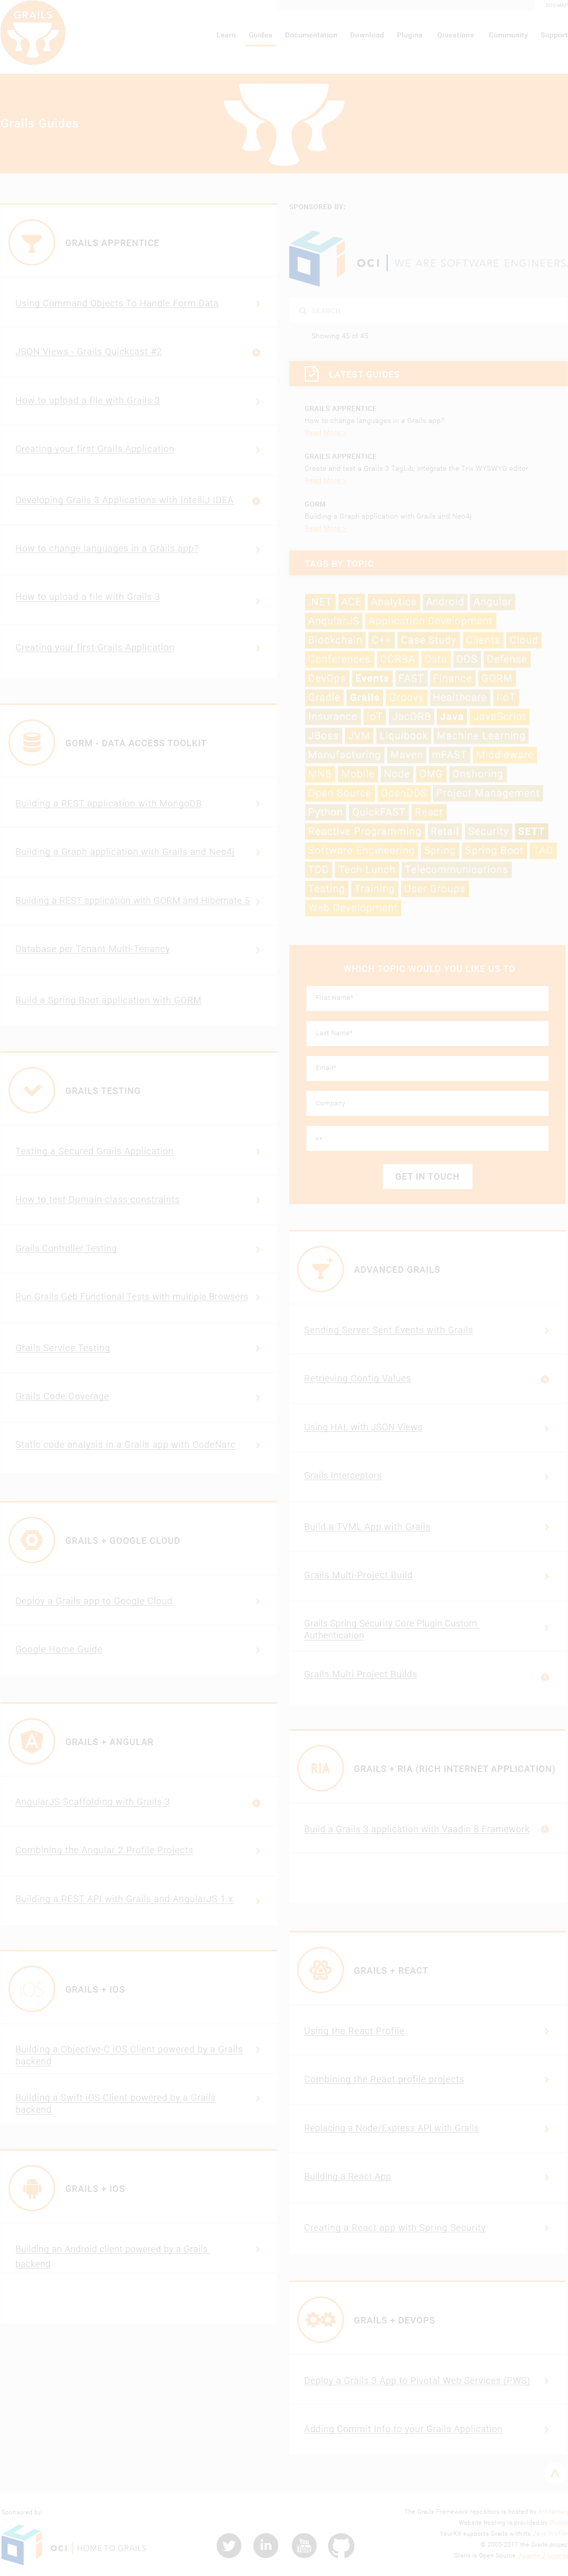 GRAILS
Learn
Guides
Documentation
Download
Plugins
Questions
Community
Support
Grails Guides
GRAILS APPRENTICE
Using Command Objects To Handle Form Data
JSON Views - Grails Quickcast #2
How to upload a file with Grails 3
Creating your first Grails Application
Developing Grails 3 Applications with IntelliJ IDEA
How to change languages in a Grails app?
How to upload a file with Grails 3
Creating your first Grails Application
GORM - DATA ACCESS TOOLKIT
Building a REST application with MongoDB
Building a Graph application with Grails and Neo4j
Building a REST application with GORM and Hibernate 5
Database per Tenant Multi-Tenancy
Build a Spring Boot application with GORM
GRAILS TESTING
Testing a Secured Grails Application
How to test Domain class constraints
Grails Controller Testing
Run Grails Geb Functional Tests with multiple Browsers
Grails Service Testing
Grails Code Coverage
Static code analysis in a Grails app with CodeNarc
GRAILS + GOOGLE CLOUD
Deploy a Grails app to Google Cloud
Google Home Guide
GRAILS + ANGULAR
AngularJS Scaffolding with Grails 3
Combining the Angular 2 Profile Projects
Building a REST API with Grails and AngularJS 1.x
iOS
GRAILS + IOS
Building a Objective-C iOS Client powered by a Grails
backend
Building a Swift iOS Client powered by a Grails
backend
GRAILS + IOS
Building an Android client powered by a Grails
backend
SPONSORED BY:
OCI | WE ARE SOFTWARE ENGINEERS.
SEARCH
Showing 45 of 45
LATEST GUIDES
GRAILS APPRENTICE
How to change languages in a Grails app?
Read More »
GRAILS APPRENTICE
Create and test a Grails 3 TagLib; integrate the Trix WYSWYG editor
Read More »
GORM
Building a Graph application with Grails and Neo4j
Read More »
TAGS BY TOPIC
.NET ACE Analytics Android Angular
AngularJS Application Development
Blockchain C++ Case Study Clients Cloud
Conferences CORBA Data DDS Defense
DevOps Events FAST Finance GORM
Gradle Grails Groovy Healthcare IIoT
Insurance IoT JacORB Java JavaScript
JBoss JVM Liquibook Machine Learning
Manufacturing Maven mFAST Middleware
MNB Mobile Node OMG Onshoring
Open Source OpenDDS Project Management
Python QuickFAST React
Reactive Programming Retail Security SETT
Software Engineering Spring Spring Boot TAO
TDD Tech Lunch Telecommunications
Testing Training User Groups
Web Development
WHICH TOPIC WOULD YOU LIKE US TO
First Name*
Last Name*
Email*
Company
GET IN TOUCH
ADVANCED GRAILS
Sending Server Sent Events with Grails
Retrieving Config Values
Using HAL with JSON Views
Grails Interceptors
Build a TVML App with Grails
Grails Multi-Project Build
Grails Spring Security Core Plugin Custom
Authentication
Grails Multi Project Builds
RIA
GRAILS + RIA (RICH INTERNET APPLICATION)
Build a Grails 3 application with Vaadin 8 Framework
GRAILS + REACT
Using the React Profile
Combining the React profile projects
Replacing a Node/Express API with Grails
Building a React App
Creating a React app with Spring Security
GRAILS + DEVOPS
Deploy a Grails 3 App to Pivotal Web Services (PWS)
Adding Commit Info to your Grails Application
Sponsored by
OCI | HOME TO GRAILS
in
You
Tube
The Grails Framework repository is hosted by
Website hosting is provided by
YourKit supports Grails with its
© 2005-2017 the Grails project
Grails is Open Source,